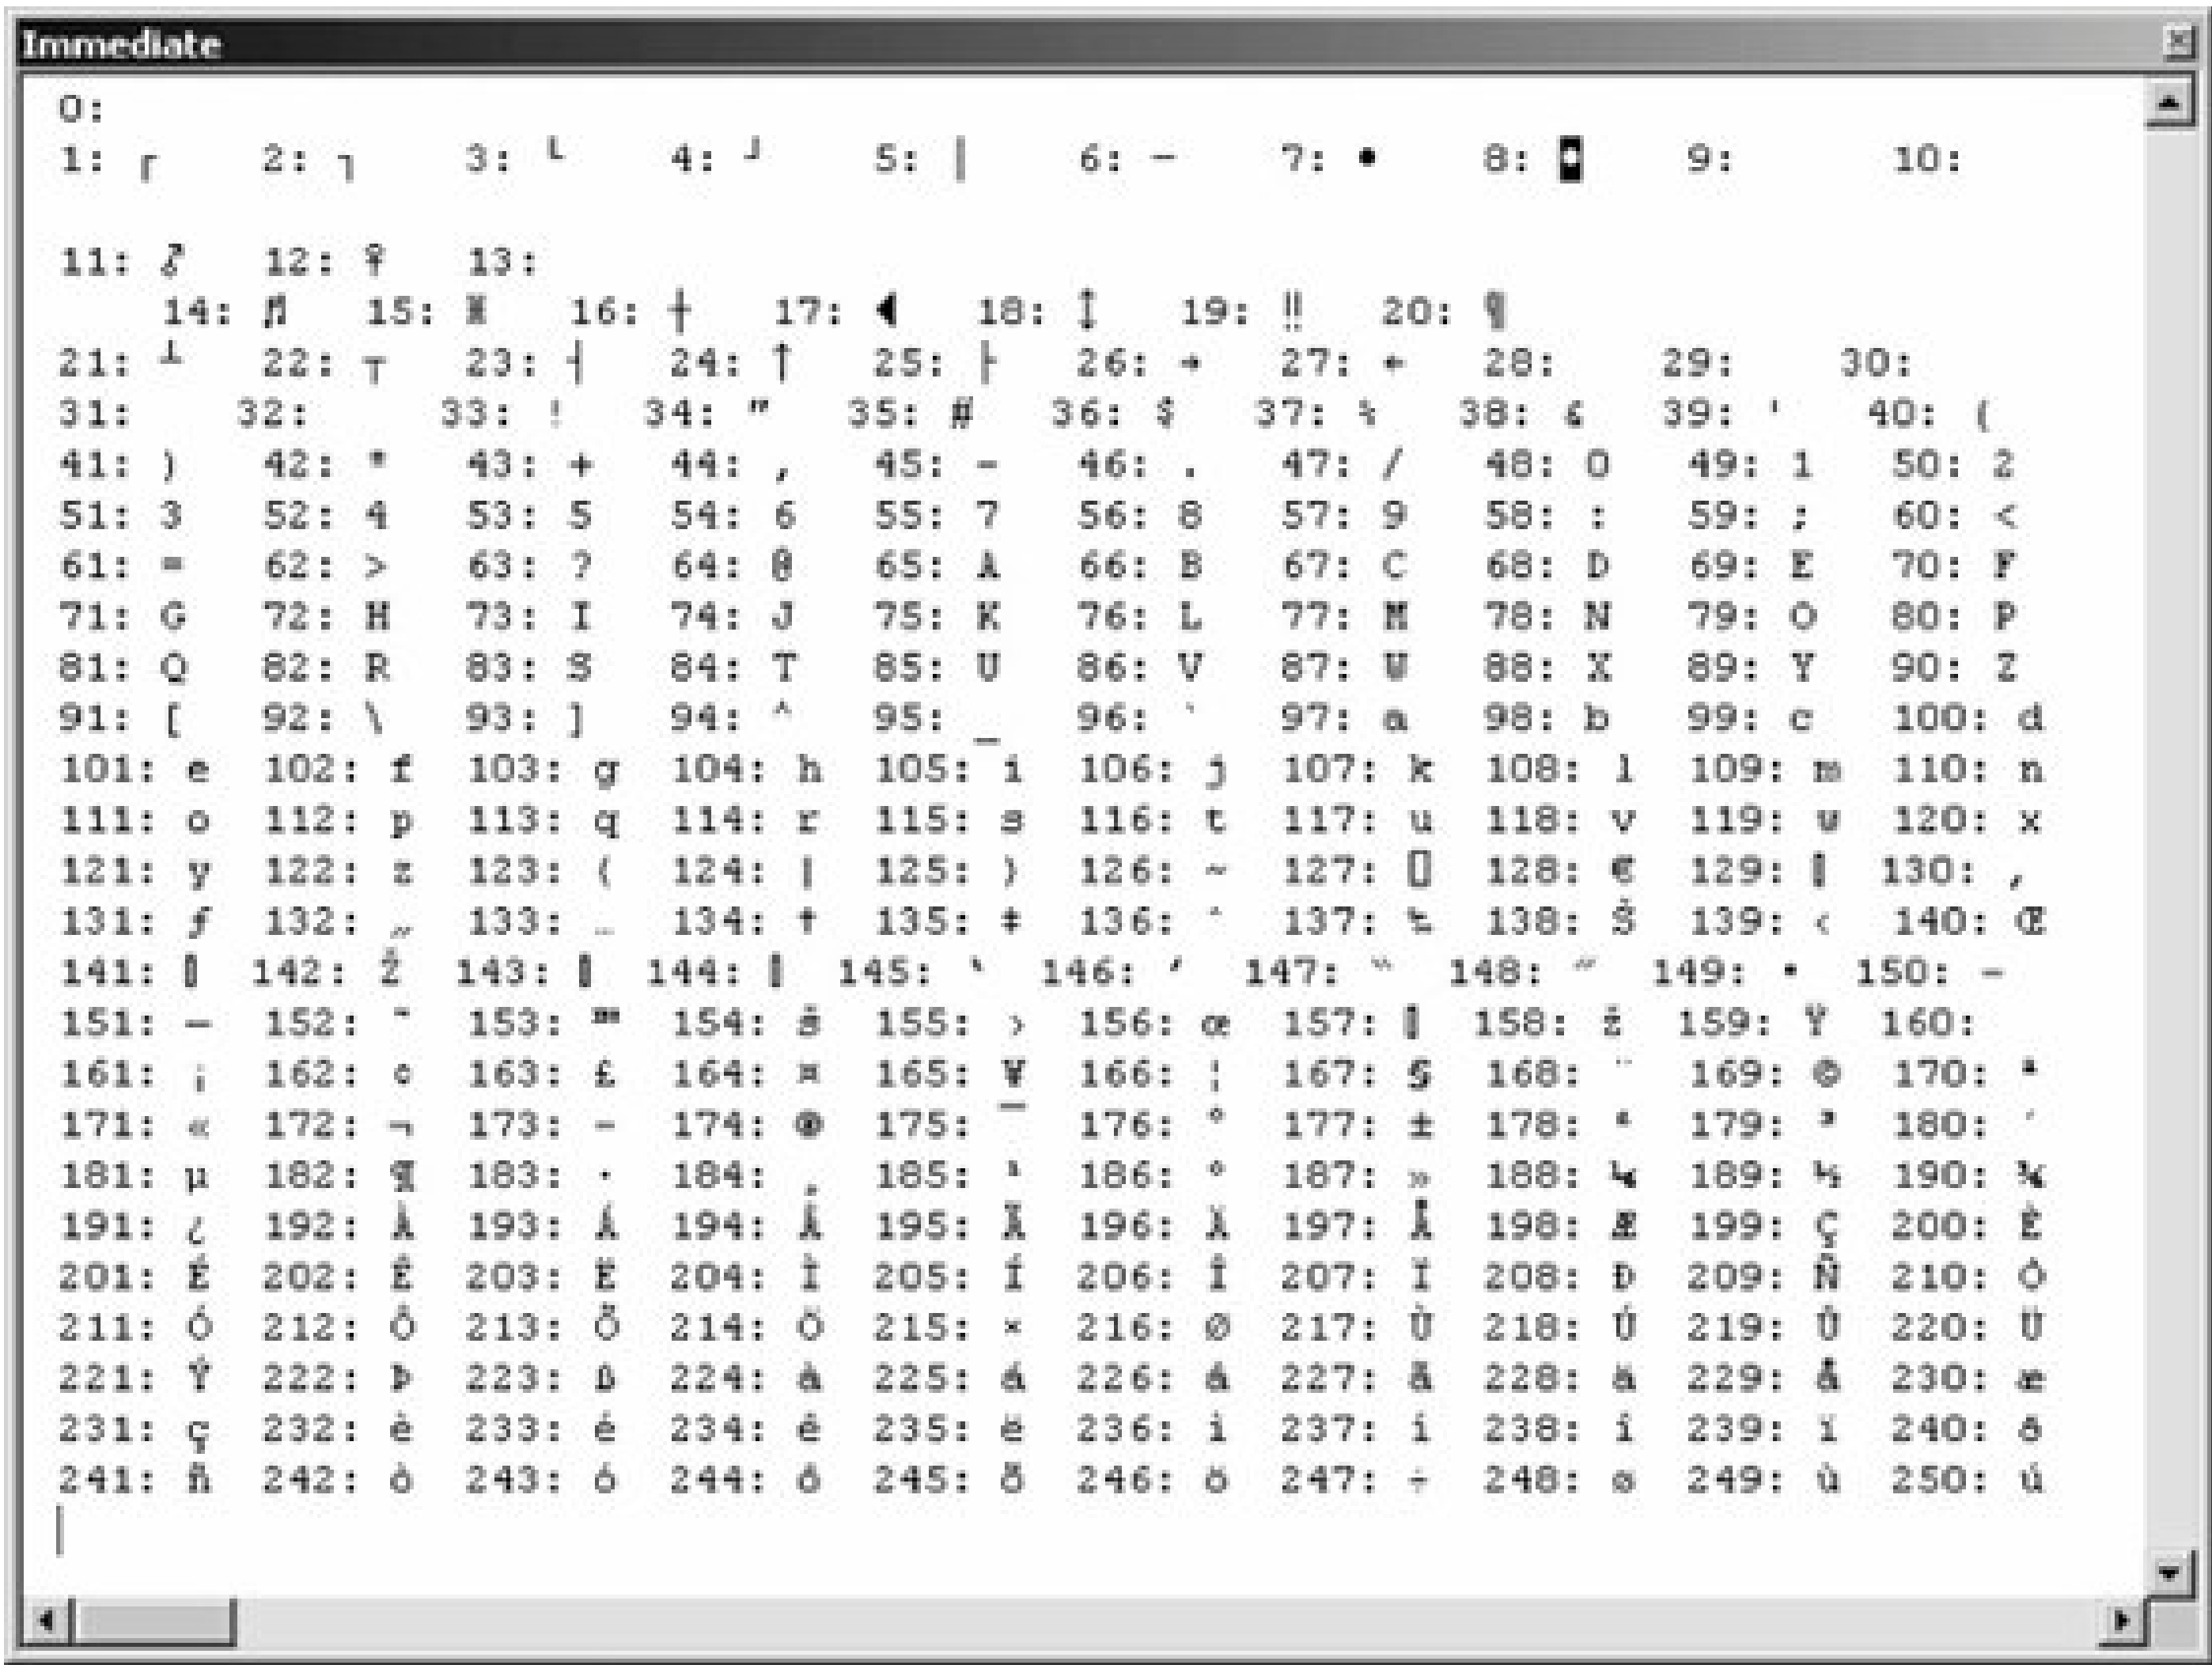 Immediate
0:
1: ┌ 2: ┐ 3: └ 4: ┘ 5: │ 6: ─ 7: • 8: ◘ 9: 10:
11: ♂ 12: ♀ 13:
14: ♫ 15: 16: ┼ 17: ◄ 18: ↕ 19: ‼ 20: ¶
21: ┴ 22: ┬ 23: ┤ 24: ↑ 25: ├ 26: → 27: ← 28: 29: 30:
31: 32: 33: ! 34: " 35: # 36: $ 37: % 38: & 39: ' 40: (
41: ) 42: * 43: + 44: , 45: - 46: . 47: / 48: 0 49: 1 50: 2
51: 3 52: 4 53: 5 54: 6 55: 7 56: 8 57: 9 58: : 59: ; 60: <
61: = 62: > 63: ? 64: @ 65: A 66: B 67: C 68: D 69: E 70: F
71: G 72: H 73: I 74: J 75: K 76: L 77: M 78: N 79: O 80: P
81: Q 82: R 83: S 84: T 85: U 86: V 87: W 88: X 89: Y 90: Z
91: [ 92: \ 93: ] 94: ^ 95: _ 96: ` 97: a 98: b 99: c 100: d
101: e 102: f 103: g 104: h 105: i 106: j 107: k 108: l 109: m 110: n
111: o 112: p 113: q 114: r 115: s 116: t 117: u 118: v 119: w 120: x
121: y 122: z 123: { 124: | 125: } 126: ~ 127: ▯ 128: € 129: ▯ 130: ‚
131: ƒ 132: „ 133: … 134: † 135: ‡ 136: ˆ 137: ‰ 138: Š 139: ‹ 140: Œ
141: ▯ 142: Ž 143: ▯ 144: ▯ 145: ‘ 146: ’ 147: “ 148: ” 149: • 150: –
151: — 152: ˜ 153: ™ 154: š 155: › 156: œ 157: ▯ 158: ž 159: Ÿ 160:
161: ¡ 162: ¢ 163: £ 164: ¤ 165: ¥ 166: ¦ 167: § 168: ¨ 169: © 170: ª
171: « 172: ¬ 173: - 174: ® 175: ¯ 176: ° 177: ± 178: ² 179: ³ 180: ´
181: µ 182: ¶ 183: · 184: ¸ 185: ¹ 186: º 187: » 188: ¼ 189: ½ 190: ¾
191: ¿ 192: À 193: Á 194: Â 195: Ã 196: Ä 197: Å 198: Æ 199: Ç 200: È
201: É 202: Ê 203: Ë 204: Ì 205: Í 206: Î 207: Ï 208: Ð 209: Ñ 210: Ò
211: Ó 212: Ô 213: Õ 214: Ö 215: × 216: Ø 217: Ù 218: Ú 219: Û 220: Ü
221: Ý 222: Þ 223: ß 224: à 225: á 226: â 227: ã 228: ä 229: å 230: æ
231: ç 232: è 233: é 234: ê 235: ë 236: ì 237: í 238: î 239: ï 240: ð
241: ñ 242: ò 243: ó 244: ô 245: õ 246: ö 247: ÷ 248: ø 249: ù 250: ú